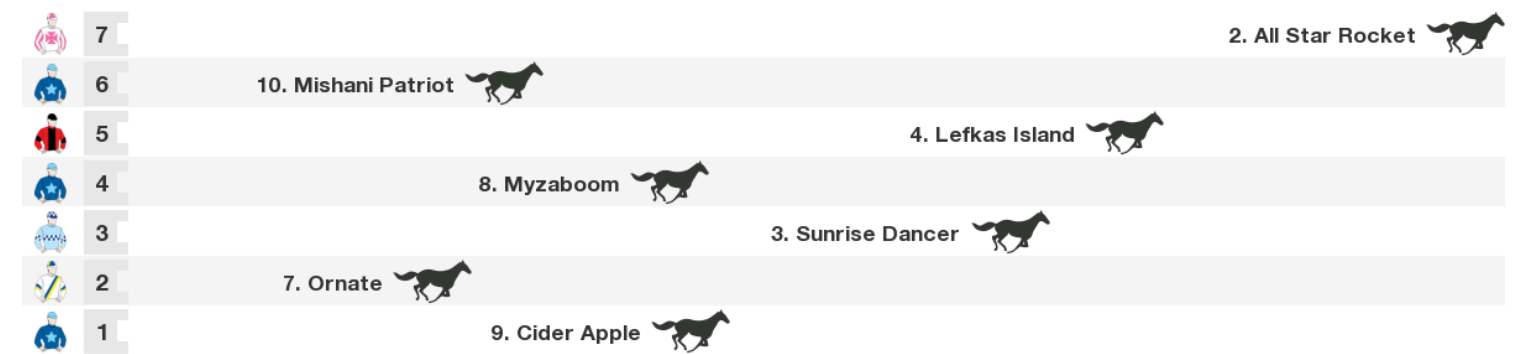 7 2. All Star Rocket
6 10. Mishani Patriot
5 4. Lefkas Island
4 8. Myzaboom
3 3. Sunrise Dancer
2 7. Ornate
1 9. Cider Apple